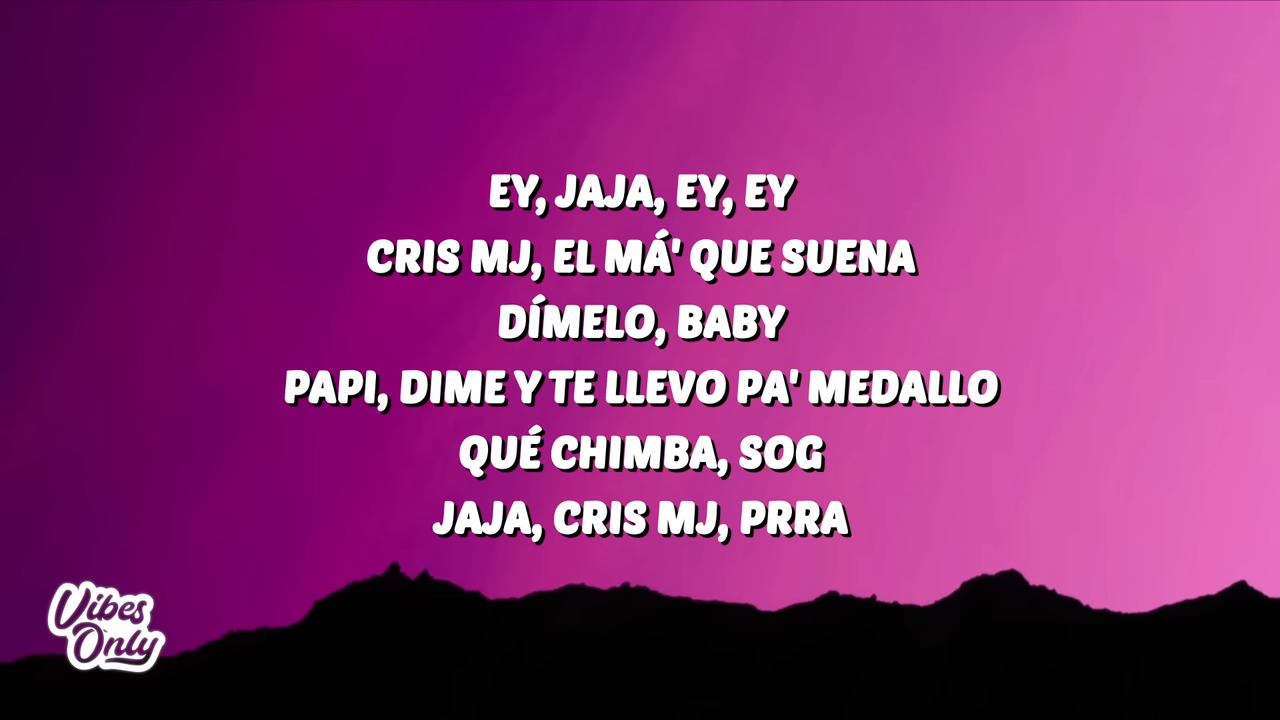 EY, JAJA, EY, EY
CRIS MJ, EL MÁ' QUE SUENA
DÍMELO, BABY
PAPI, DIME Y TE LLEVO PA' MEDALLO
QUÉ CHIMBA, SOG
JAJA, CRIS MJ, PRRA
Vibes
Only